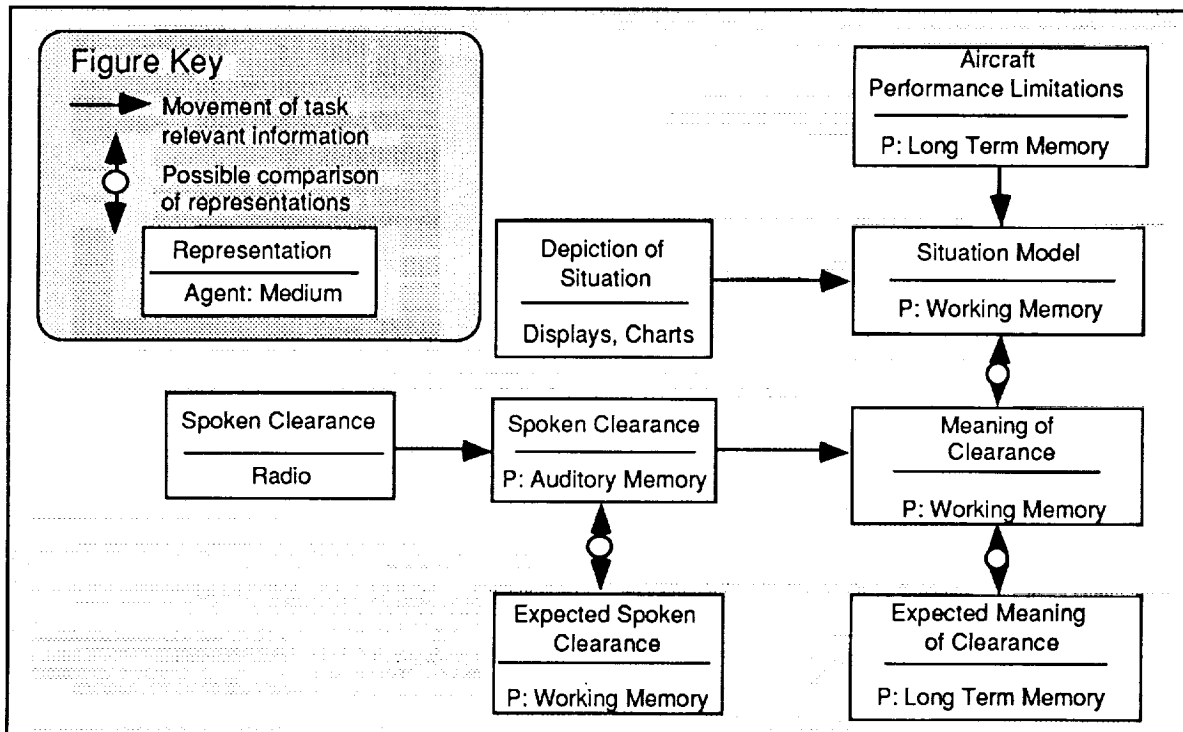 Figure Key
Movement of task
relevant information
Possible comparison
of representations
Representation
Agent: Medium
Aircraft
Performance Limitations
P: Long Term Memory
Depiction of
Situation
Displays, Charts
Situation Model
P: Working Memory
Spoken Clearance
Radio
Spoken Clearance
P: Auditory Memory
Meaning of
Clearance
P: Working Memory
Expected Spoken
Clearance
P: Working Memory
Expected Meaning
of Clearance
P: Long Term Memory